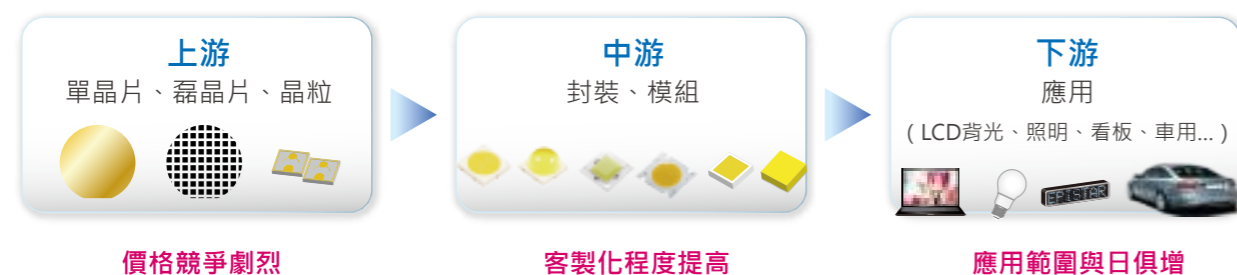 上游
單晶片、磊晶片、晶粒
價格競爭劇烈
中游
封裝、模組
客製化程度提高
下游
應用
( LCD背光、照明、看板、車用... )
EPISTAR
應用範圍與日俱增